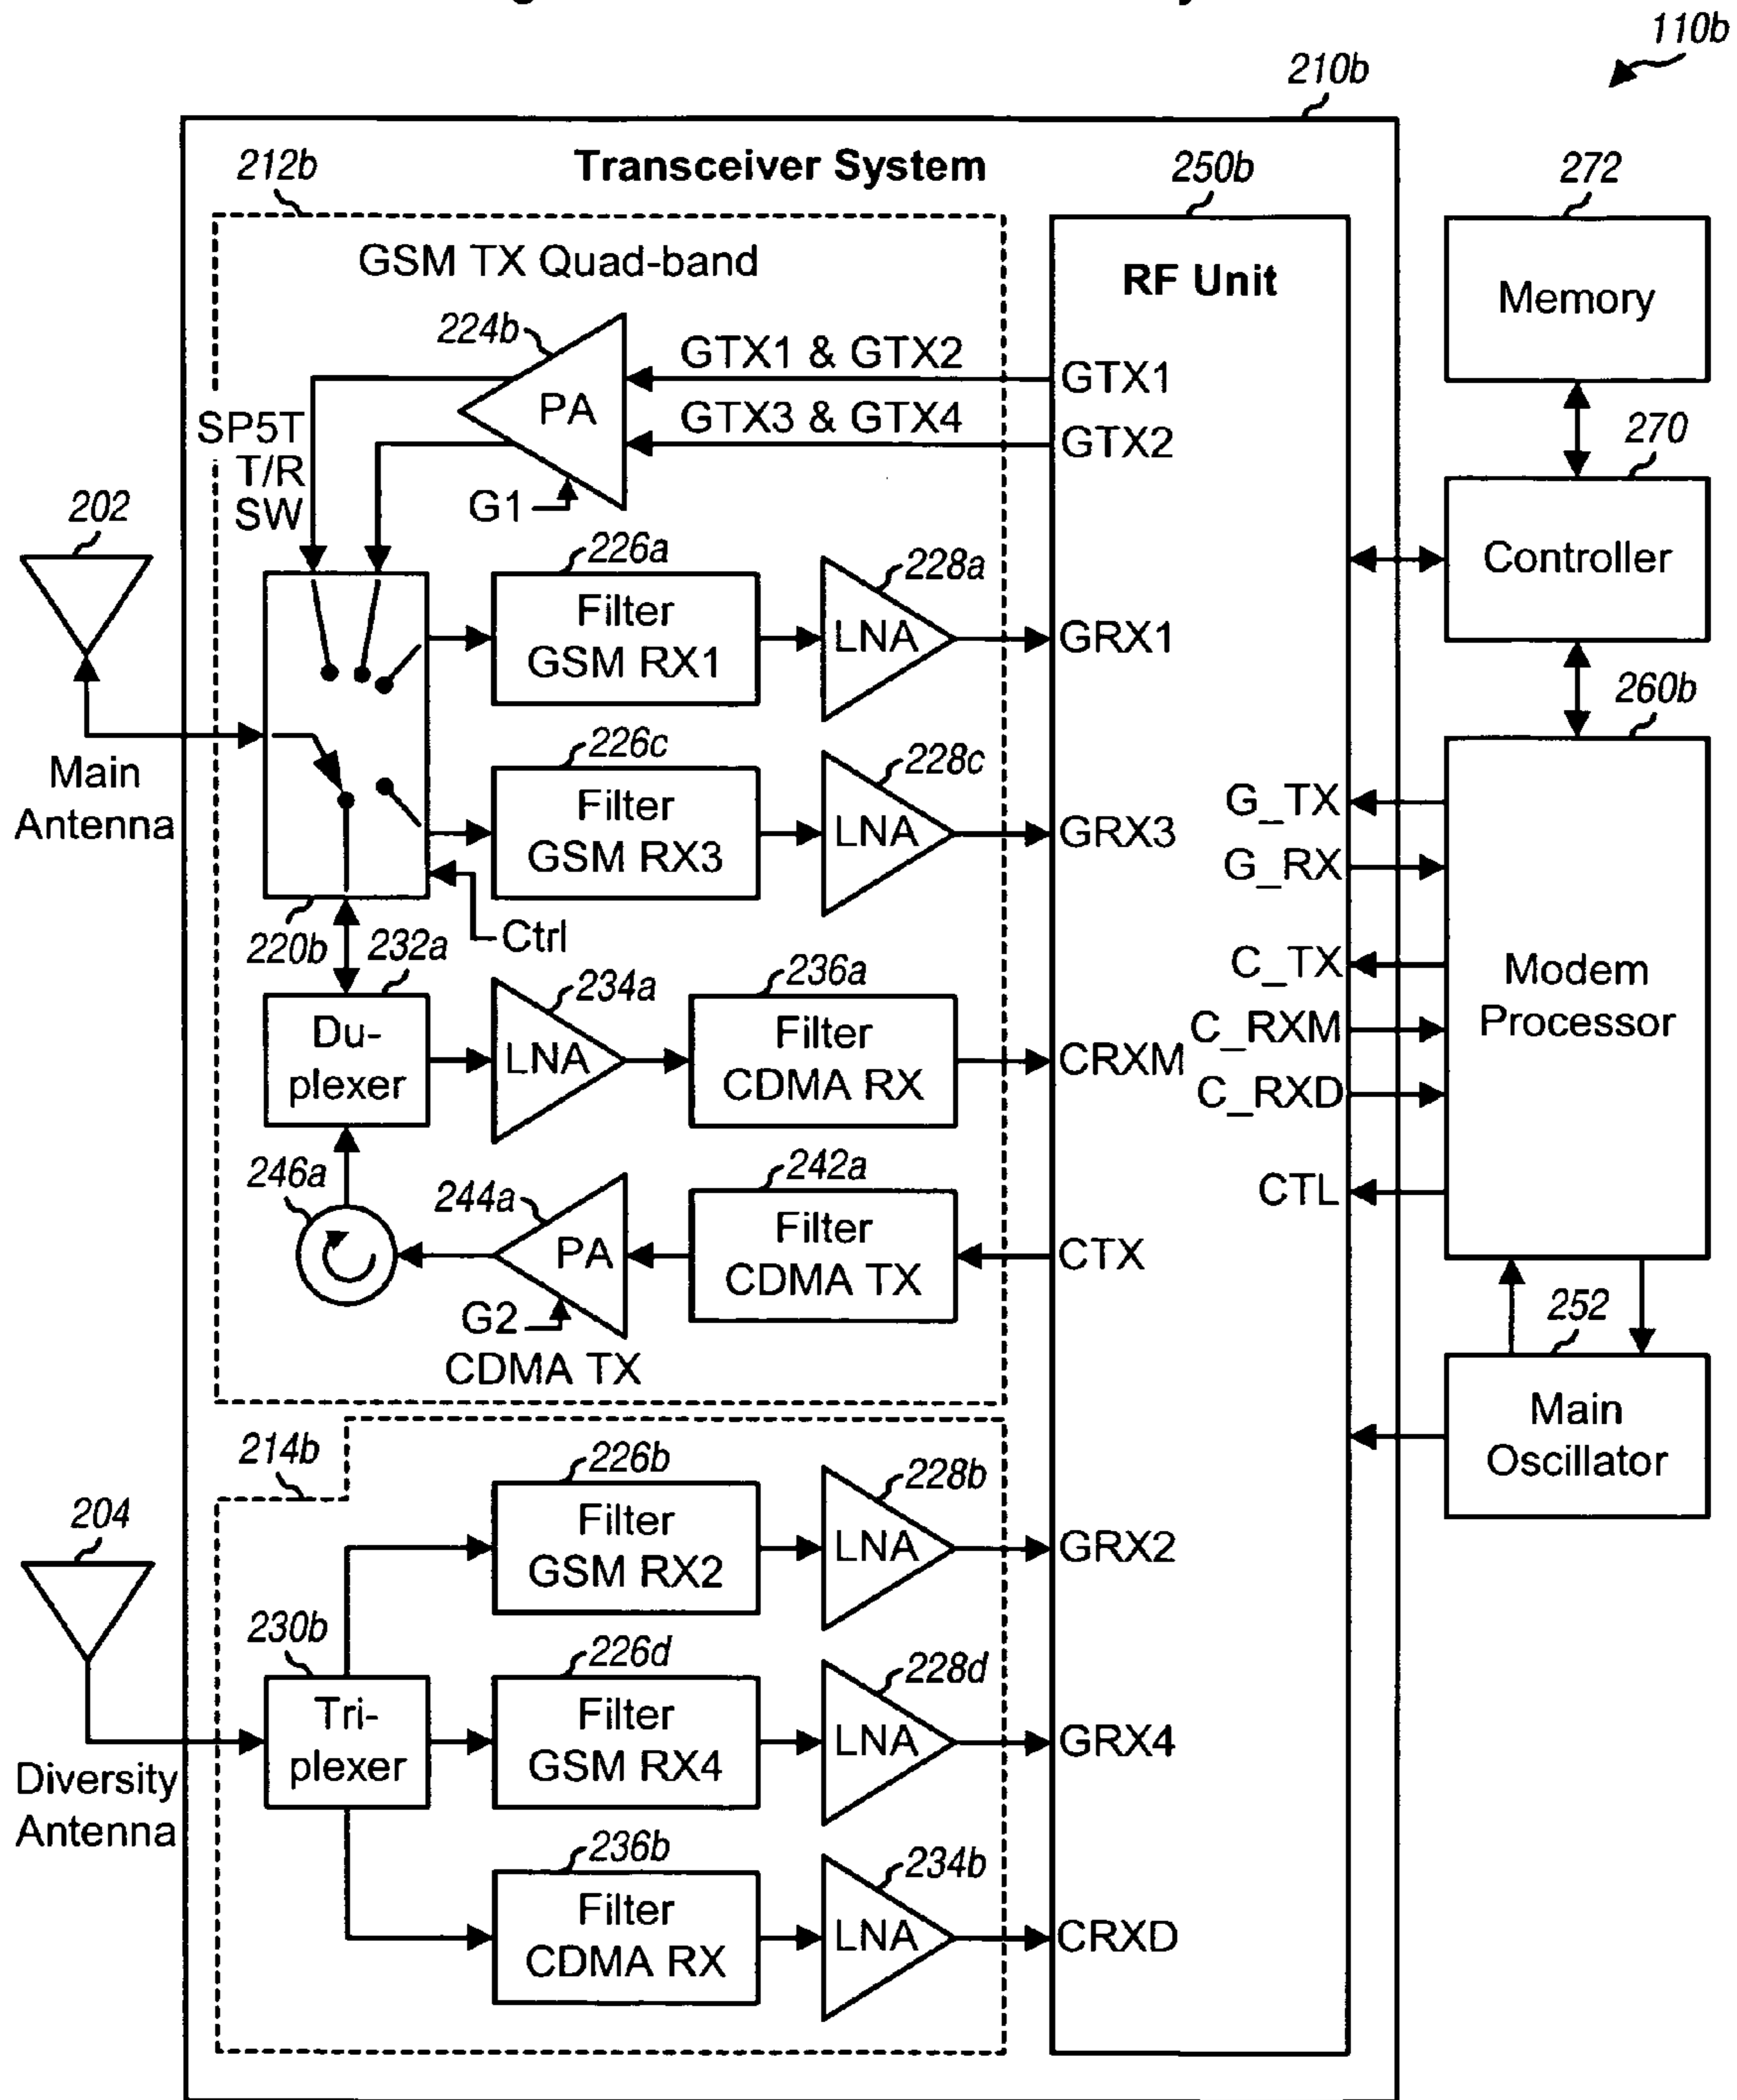 110b
210b
Transceiver System
212b
250b
272
GSM TX Quad-band
RF Unit
Memory
224b
PA
GTX1 & GTX2
GTX1
GTX3 & GTX4
GTX2
G1
SP5T
T/R
SW
270
Controller
202
Main
Antenna
226a
Filter
GSM RX1
228a
LNA
GRX1
226c
Filter
GSM RX3
228c
LNA
GRX3
260b
G_TX
G_RX
C_TX
C_RXM
C_RXD
CTL
Modem
Processor
Ctrl
220b
232a
Du-
plexer
234a
LNA
236a
Filter
CDMA RX
CRXM
246a
244a
PA
242a
Filter
CDMA TX
CTX
G2
CDMA TX
252
Main
Oscillator
214b
204
Diversity
Antenna
230b
Tri-
plexer
226b
Filter
GSM RX2
228b
LNA
GRX2
226d
Filter
GSM RX4
228d
LNA
GRX4
236b
Filter
CDMA RX
234b
LNA
CRXD